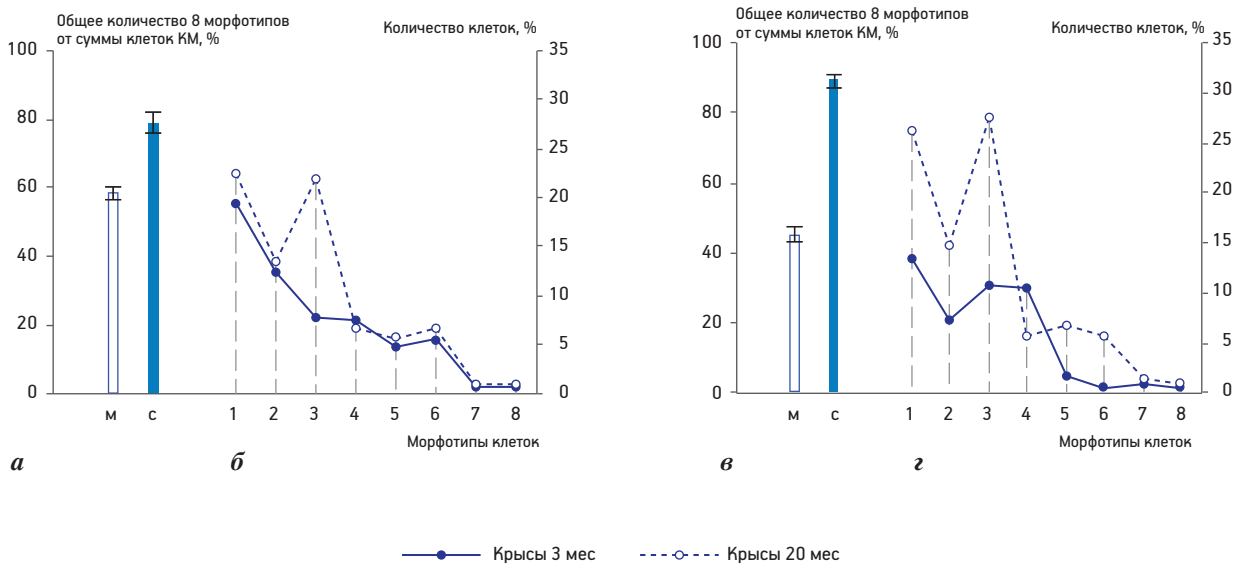 Общее количество 8 морфотипов
от суммы клеток КМ, %
Количество клеток, %
100
80
60
40
20
0
35
30
25
20
15
10
5
0
м
с
1
2
3
4
5
6
7
8
Морфотипы клеток
а
б
Общее количество 8 морфотипов
от суммы клеток КМ, %
Количество клеток, %
100
80
60
40
20
0
35
30
25
20
15
10
5
0
м
с
1
2
3
4
5
6
7
8
Морфотипы клеток
в
г
Крысы 3 мес
Крысы 20 мес